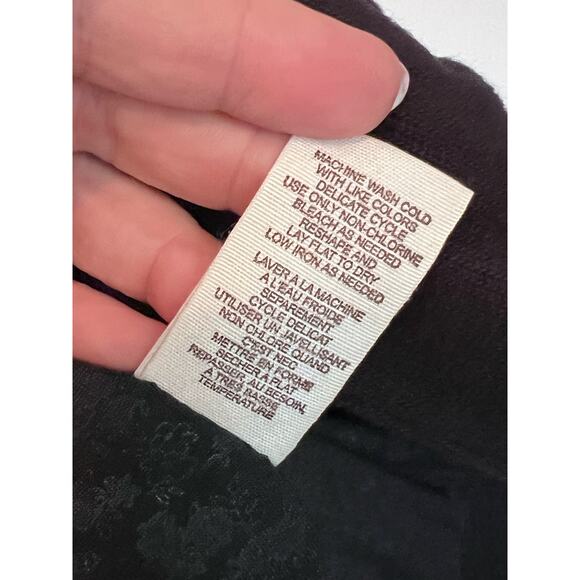 MACHINE WASH COLD
WITH LIKE COLORS
DELICATE CYCLE
USE ONLY NON-CHLORINE
BLEACH AS NEEDED
RESHAPE AND
LAY FLAT TO DRY
LOW IRON AS NEEDED
LAVER A LA MACHINE
A L'EAU FROIDE
SEPAREMENT
CYCLE DELICAT
UTILISER UN JAVELLISANT
NON CHLORE QUAND
C'EST NEC
METTRE EN FORME
SECHER A PLAT
REPASSER, AU BESOIN,
A TRES BASSE
TEMPERATURE